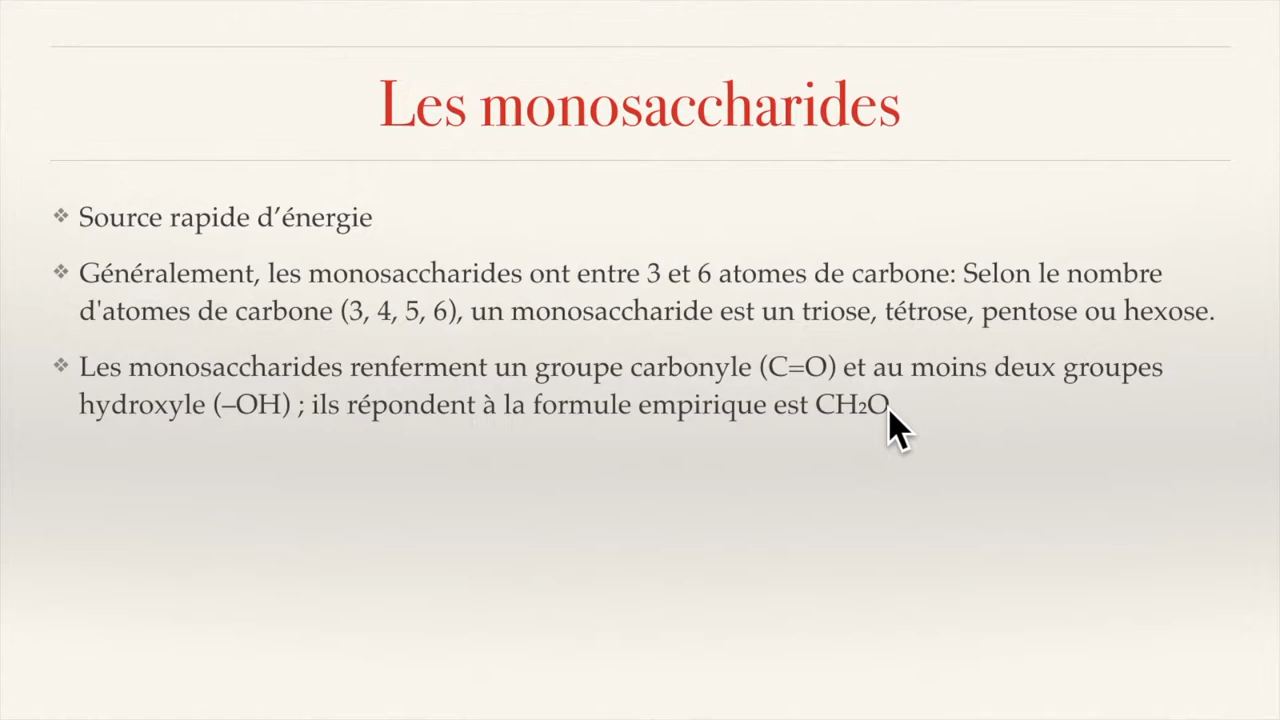 Les monosaccharides
❖ Source rapide d’énergie
❖ Généralement, les monosaccharides ont entre 3 et 6 atomes de carbone: Selon le nombre
d'atomes de carbone (3, 4, 5, 6), un monosaccharide est un triose, tétrose, pentose ou hexose.
❖ Les monosaccharides renferment un groupe carbonyle (C=O) et au moins deux groupes
hydroxyle (–OH) ; ils répondent à la formule empirique est CH₂O